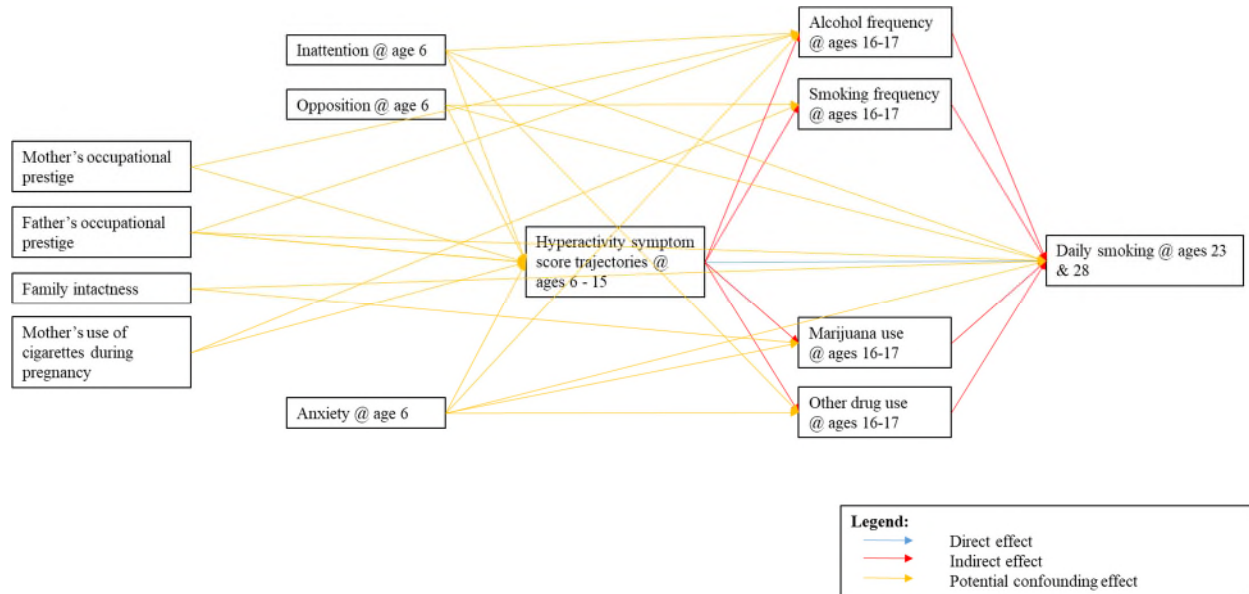 Inattention @ age 6
Opposition @ age 6
Mother's occupational
prestige
Father's occupational
prestige
Family intactness
Mother's use of
cigarettes during
pregnancy
Anxiety @ age 6
Hyperactivity symptom
score trajectories @
ages 6 - 15
Alcohol frequency
@ ages 16-17
Smoking frequency
@ ages 16-17
Marijuana use
@ ages 16-17
Other drug use
@ ages 16-17
Daily smoking @ ages 23
& 28
Legend:
Direct effect
Indirect effect
Potential confounding effect